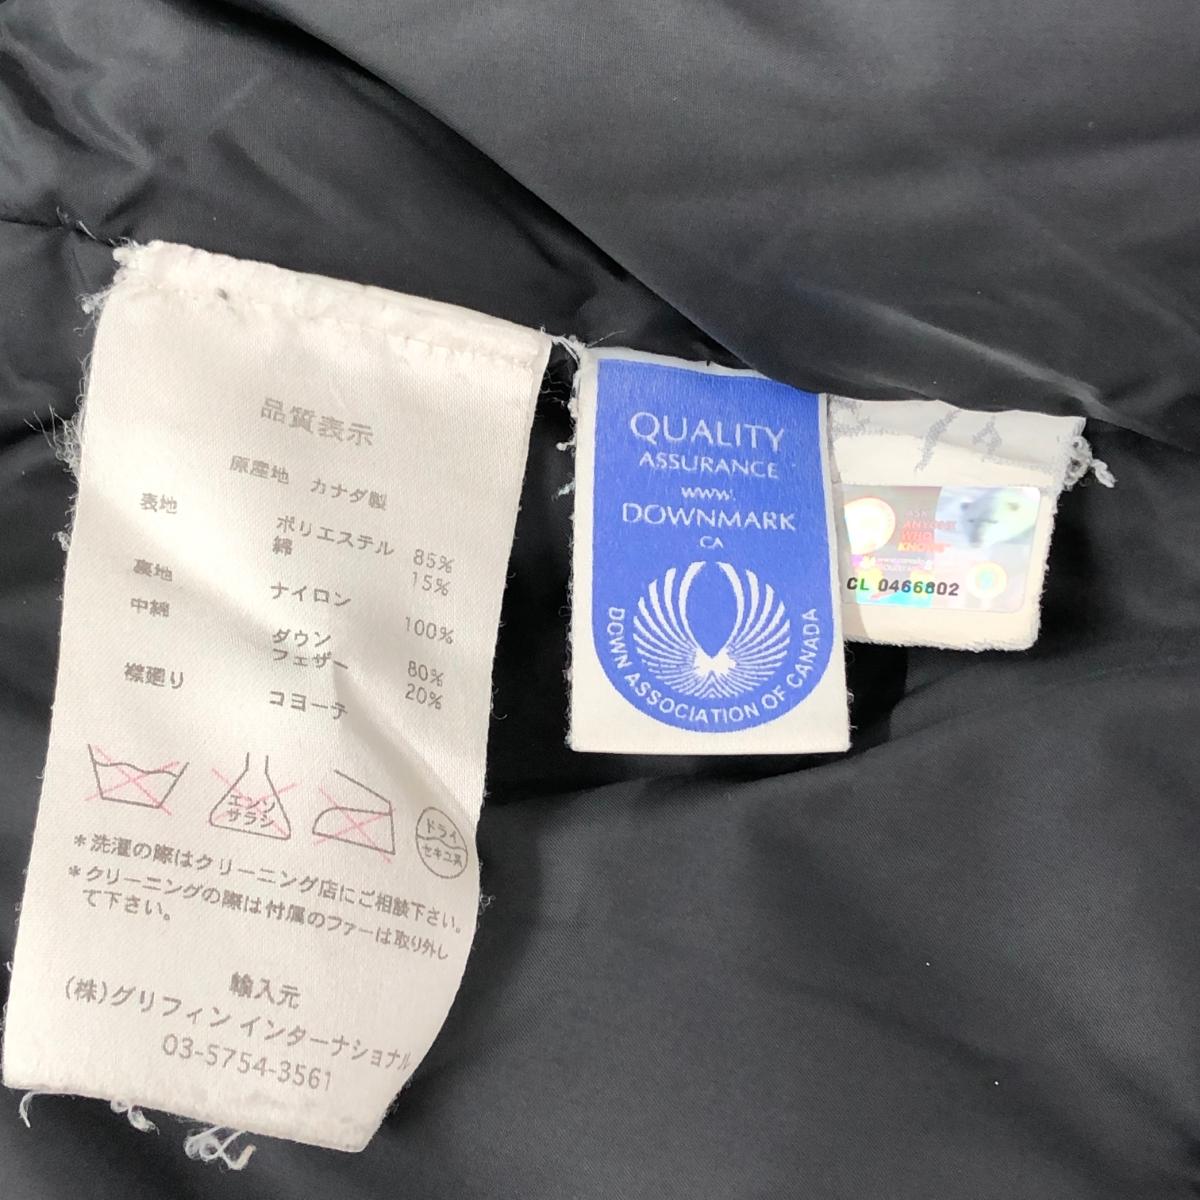 品質表示
原産地 カナダ製
表地 ポリエステル 85%
綿 15%
裏地 ナイロン 100%
中綿 ダウン 80%
フェザー 20%
襟廻り コヨーテ
エンソ
サラシ
ドライ
セキユ系
*洗濯の際はクリーニング店にご相談下さい。
*クリーニングの際は付属のファーは取り外し
て下さい。
輸入元
(株)グリフィン インターナショナル
03-5754-3561
QUALITY
ASSURANCE
www.
DOWNMARK
CA
DOWN ASSOCIATION OF CANADA
ASK
ANYONE
WHO
KNOWS
CL 0466802